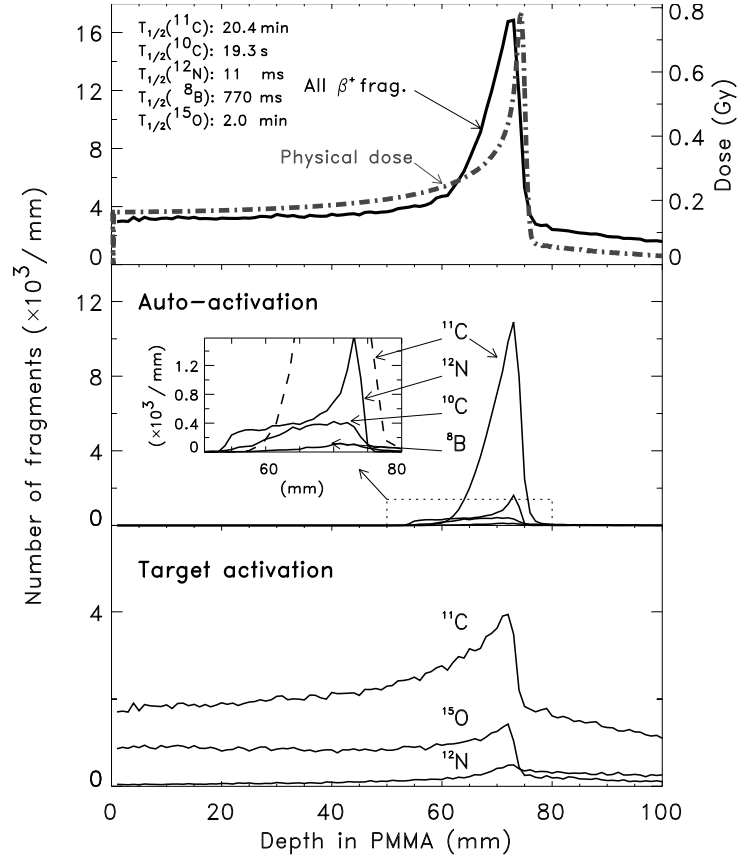 T1/2(11C): 20.4 min
T1/2(10C): 19.3 s
T1/2(12N): 11 ms
T1/2( 8B): 770 ms
T1/2(15O): 2.0 min
All β+ frag.
Physical dose
16
12
8
4
0
0.8
0.6
0.4
0.2
0
Dose (Gy)
Number of fragments (×10³/mm)
Auto−activation
12
8
4
0
1.2
0.8
0.4
0
(×10³/mm)
60
80
(mm)
11C
12N
10C
8B
Target activation
4
0
11C
15O
12N
0
20
40
60
80
100
Depth in PMMA (mm)